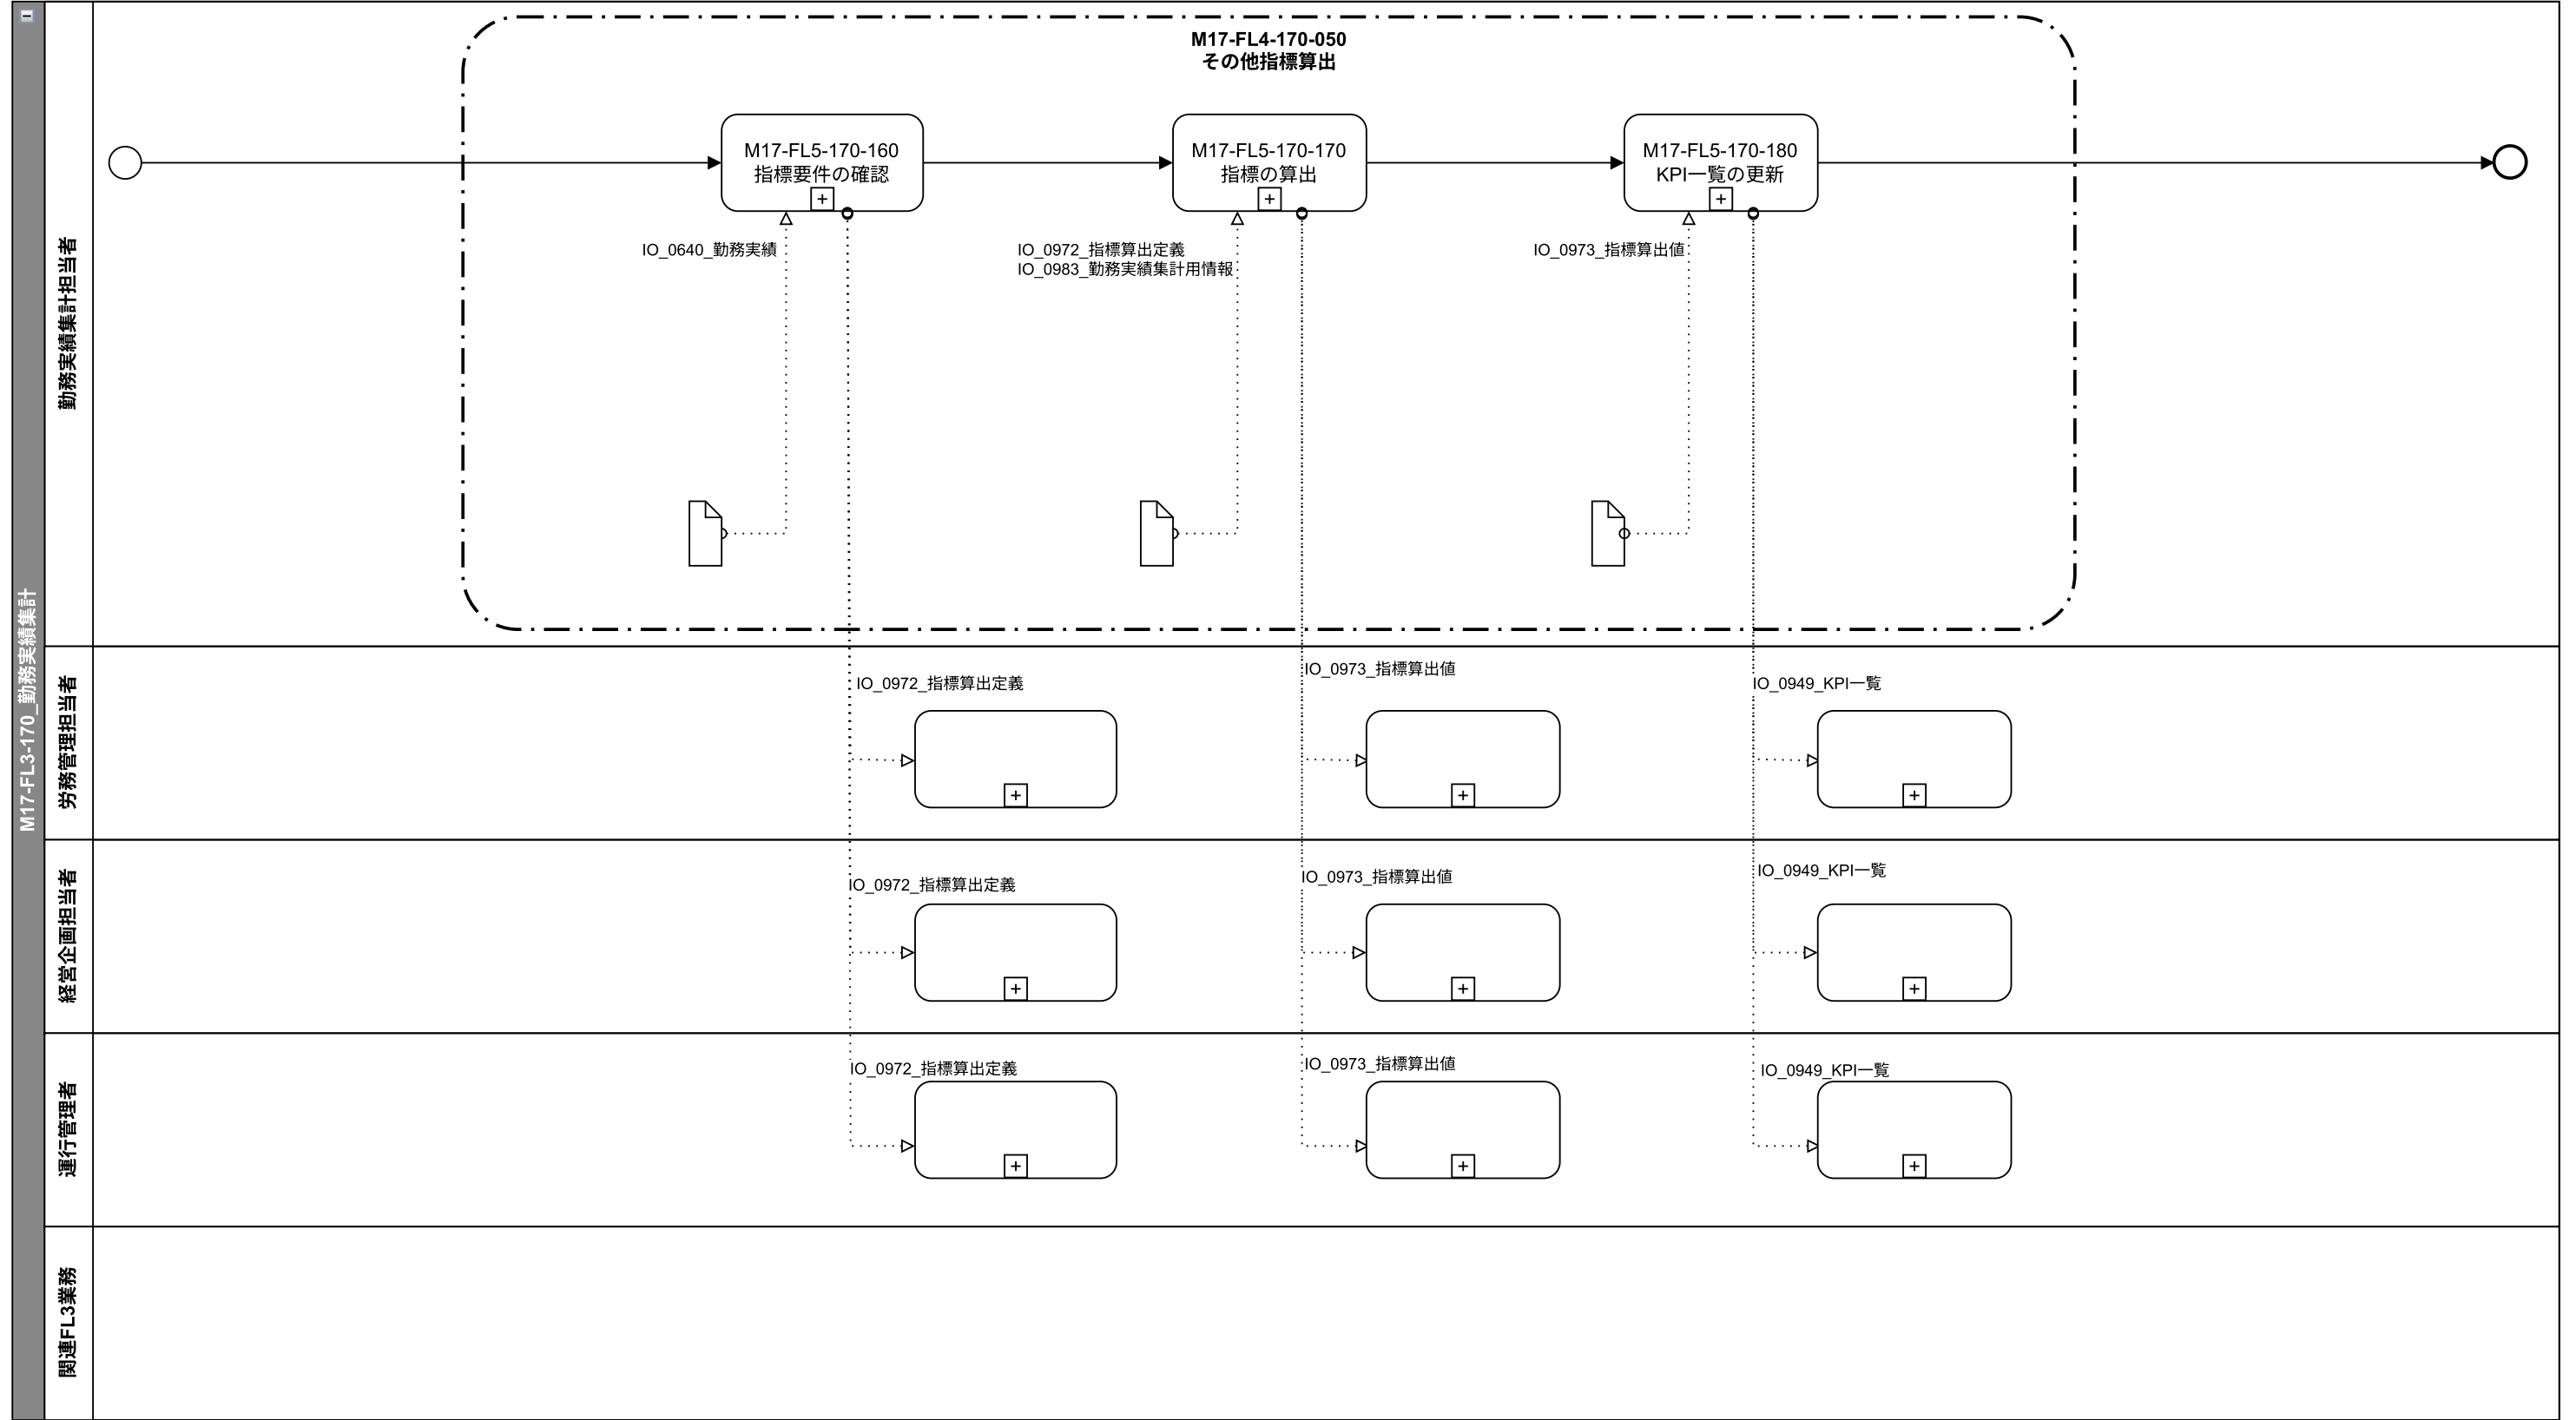 M17-FL3-170_勤務実績集計
勤務実績集計担当者
M17-FL4-170-050
その他指標算出
M17-FL5-170-160
指標要件の確認
M17-FL5-170-170
指標の算出
M17-FL5-170-180
KPI一覧の更新
IO_0640_勤務実績
IO_0972_指標算出定義
IO_0983_勤務実績集計用情報
IO_0973_指標算出値
労務管理担当者
IO_0972_指標算出定義
IO_0973_指標算出値
IO_0949_KPI一覧
経営企画担当者
IO_0972_指標算出定義
IO_0973_指標算出値
IO_0949_KPI一覧
運行管理者
IO_0972_指標算出定義
IO_0973_指標算出値
IO_0949_KPI一覧
関連FL3業務